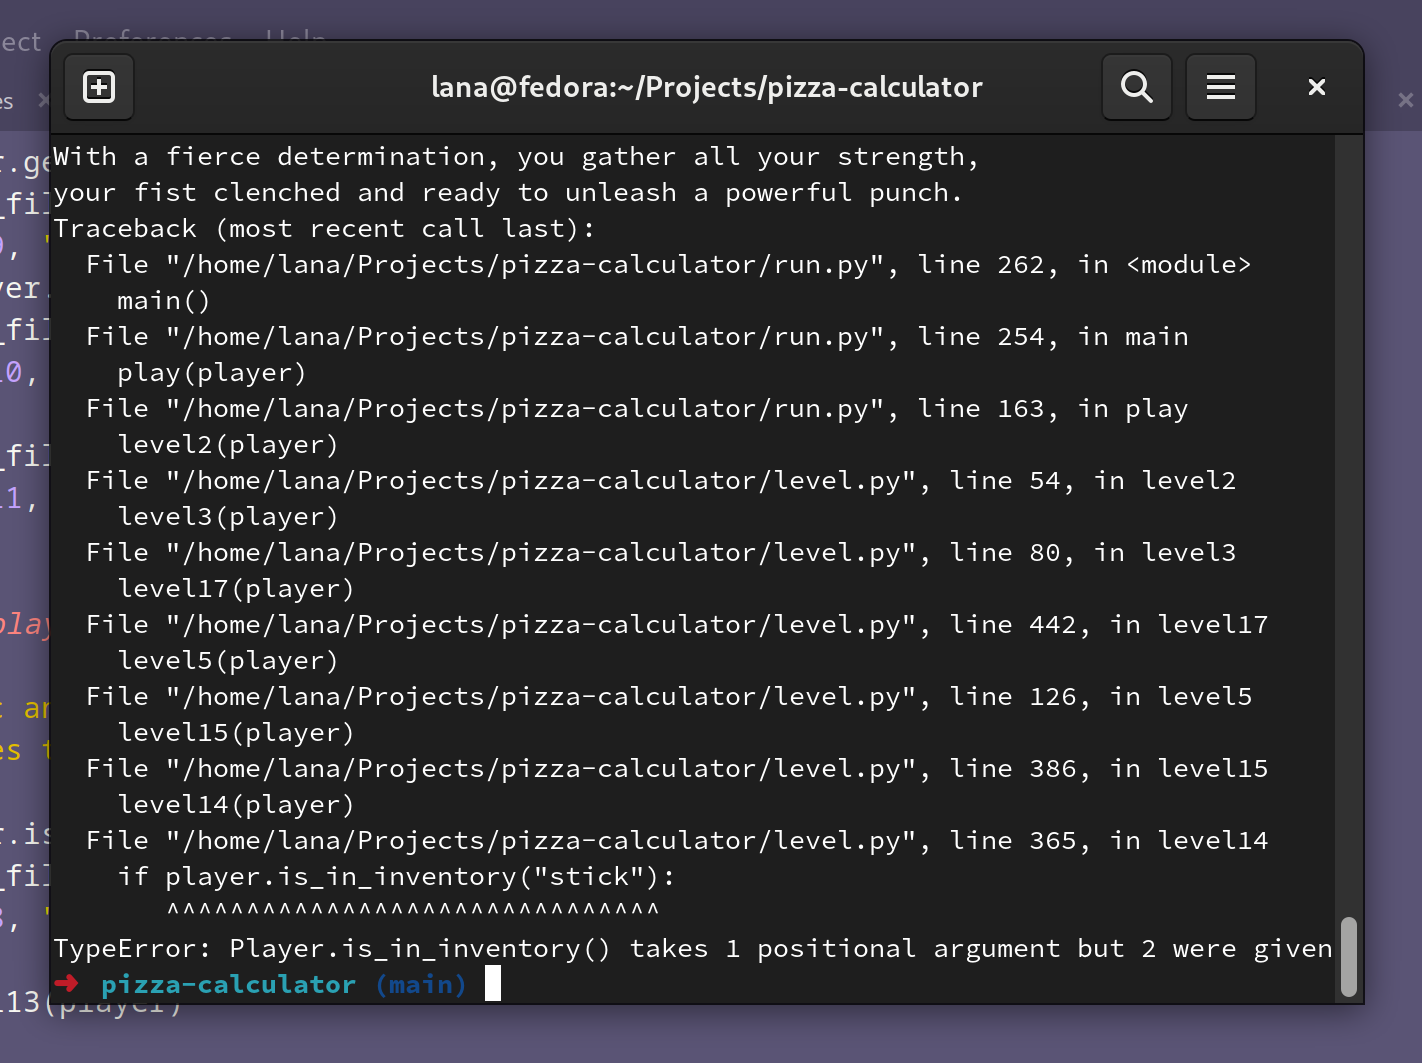 Preferences Help
lana@fedora:~/Projects/pizza-calculator
With a fierce determination, you gather all your strength,
your fist clenched and ready to unleash a powerful punch.
Traceback (most recent call last):
  File "/home/lana/Projects/pizza-calculator/run.py", line 262, in <module>
    main()
  File "/home/lana/Projects/pizza-calculator/run.py", line 254, in main
    play(player)
  File "/home/lana/Projects/pizza-calculator/run.py", line 163, in play
    level2(player)
  File "/home/lana/Projects/pizza-calculator/level.py", line 54, in level2
    level3(player)
  File "/home/lana/Projects/pizza-calculator/level.py", line 80, in level3
    level17(player)
  File "/home/lana/Projects/pizza-calculator/level.py", line 442, in level17
    level5(player)
  File "/home/lana/Projects/pizza-calculator/level.py", line 126, in level5
    level15(player)
  File "/home/lana/Projects/pizza-calculator/level.py", line 386, in level15
    level14(player)
  File "/home/lana/Projects/pizza-calculator/level.py", line 365, in level14
    if player.is_in_inventory("stick"):
       ^^^^^^^^^^^^^^^^^^^^^^^^^^^^^^^
TypeError: Player.is_in_inventory() takes 1 positional argument but 2 were given
➜ pizza-calculator (main)
l13(player)